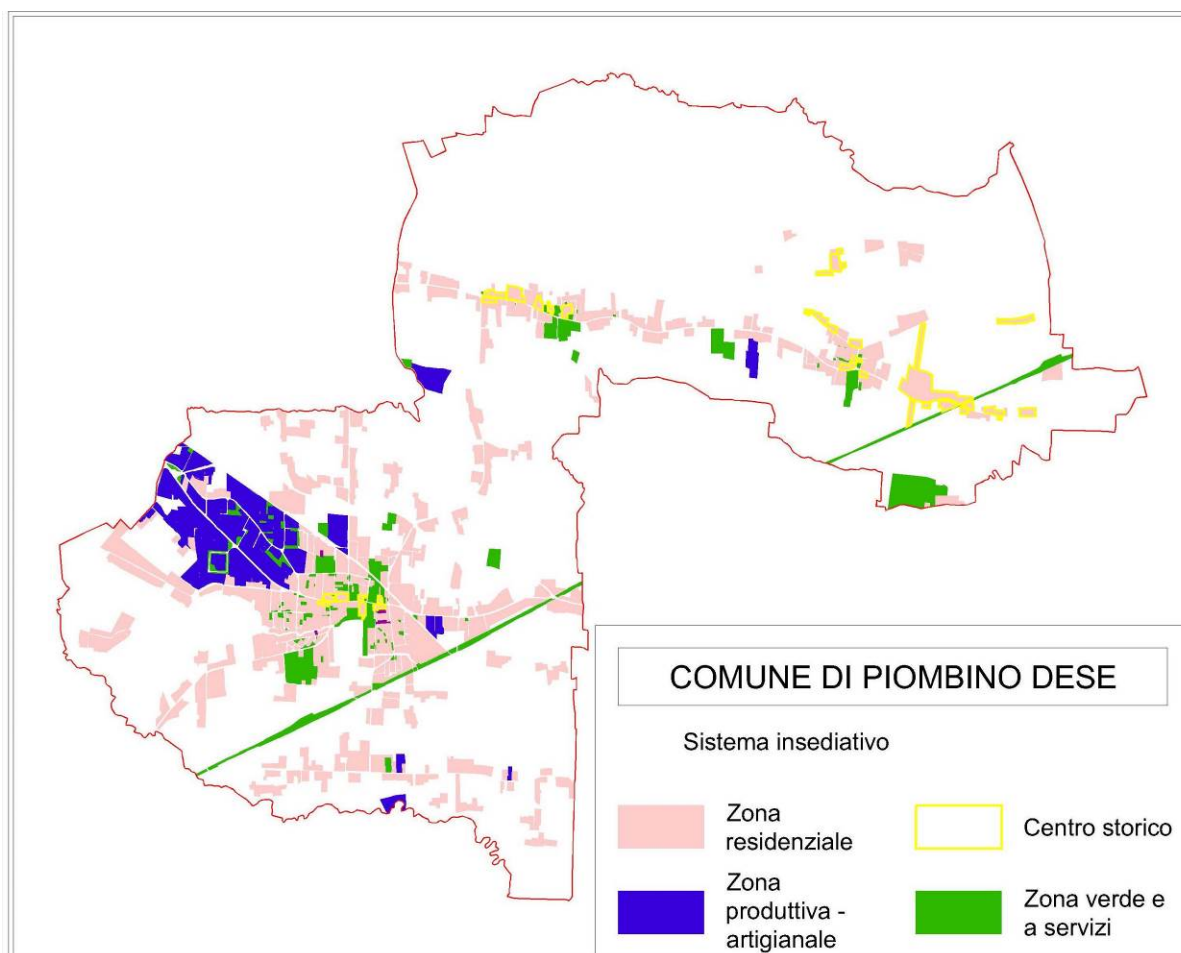 COMUNE DI PIOMBINO DESE
Sistema insediativo
Zona
residenziale
Centro storico
Zona
produttiva -
artigianale
Zona verde e
a servizi